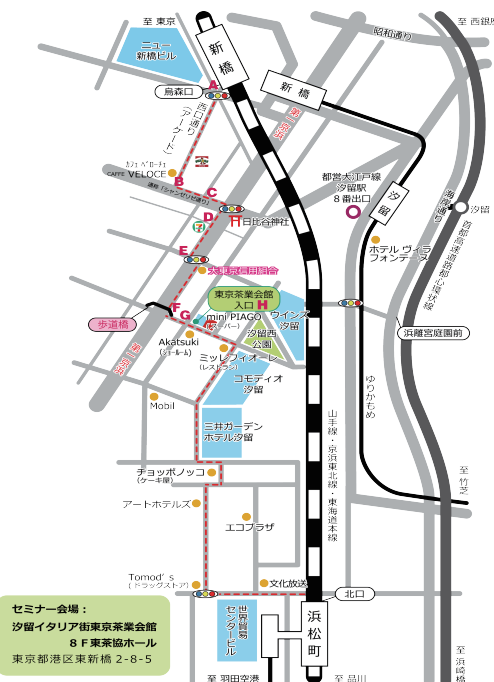 至 東京
昭和通り
至 西銀座
ニュー
新橋ビル
新橋
烏森口
A
新橋
第一京浜
西口通り
(アーケード)
カフェ ベローチェ
CAFFE VELOCE
B
C
通称「シャンゼリゼ通り」
D
日比谷神社
都営大江戸線
汐留駅
8番出口
汐留
海岸通り
汐留
首都高速道路都心環状線
ホテル ヴィラ
フォンテーヌ
E
大東京信用組合
東京茶業会館
入口 H
F
G
mini PIAGO
(スーパー)
ウインズ
汐留
歩道橋
浜離宮庭園前
Akatsuki
(ショールーム)
汐留西
公園
第一京浜
ミッレフィオーレ
(レストラン)
コモディオ
汐留
ゆりかもめ
Mobil
三井ガーデン
ホテル汐留
山手線・京浜東北線・東海道本線
チョッポノッコ
(ケーキ屋)
至 竹芝
アートホテルズ
エコプラザ
Tomod's
(ドラッグストア)
文化放送
北口
世界貿易
センタービル
浜松町
セミナー会場:
汐留イタリア街東京茶業会館
8F東茶協ホール
東京都港区東新橋 2-8-5
至 浜崎橋
至 羽田空港
至 品川